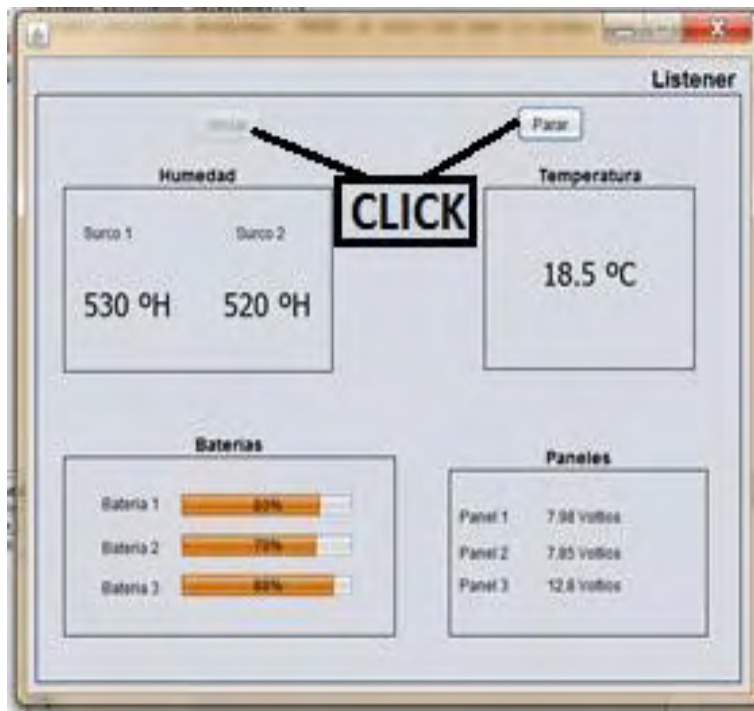 Listener
Parar
Humedad
CLICK
Temperatura
Surco 1 Surco 2
530 ºH 520 ºH
18.5 ºC
Baterias
Paneles
Bateria 1
Bateria 2
Bateria 3
Panel 1 7.98 Voltios
Panel 2 7.85 Voltios
Panel 3 12.8 Voltios